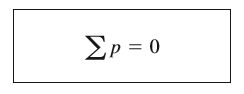 ∑p = 0